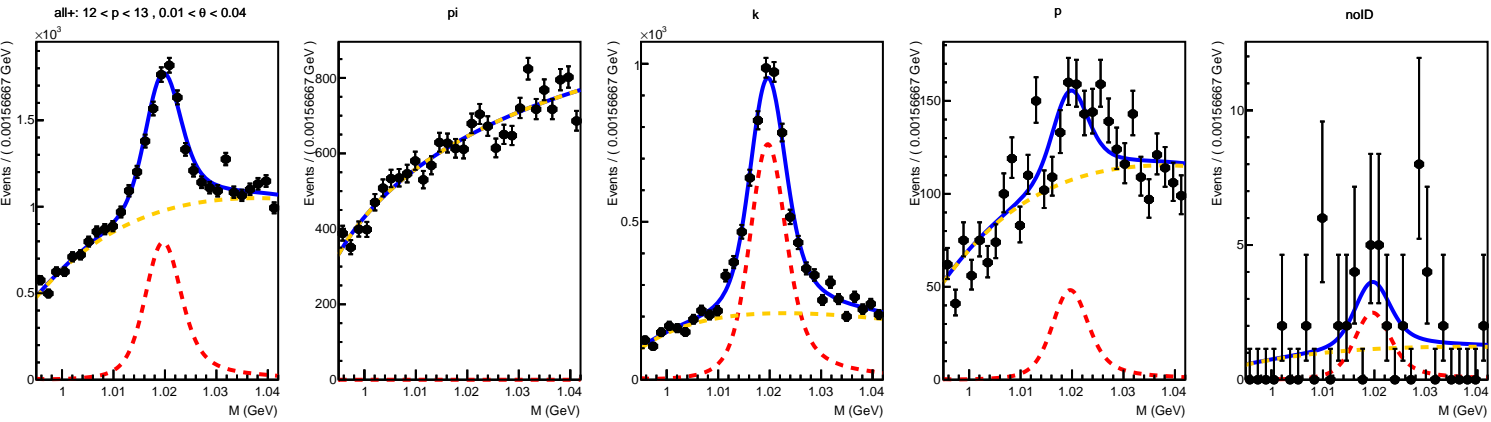 all+: 12 < p < 13 , 0.01 < θ < 0.04
×10³
Events / ( 0.00156667 GeV )
1.5
1
0.5
0
1 1.01 1.02 1.03 1.04
M (GeV)
pi
Events / ( 0.00156667 GeV )
800
600
400
200
0
1 1.01 1.02 1.03 1.04
M (GeV)
k
×10³
Events / ( 0.00156667 GeV )
1
0.5
0
1 1.01 1.02 1.03 1.04
M (GeV)
p
Events / ( 0.00156667 GeV )
150
100
50
0
1 1.01 1.02 1.03 1.04
M (GeV)
noID
Events / ( 0.00156667 GeV )
10
5
0
1 1.01 1.02 1.03 1.04
M (GeV)